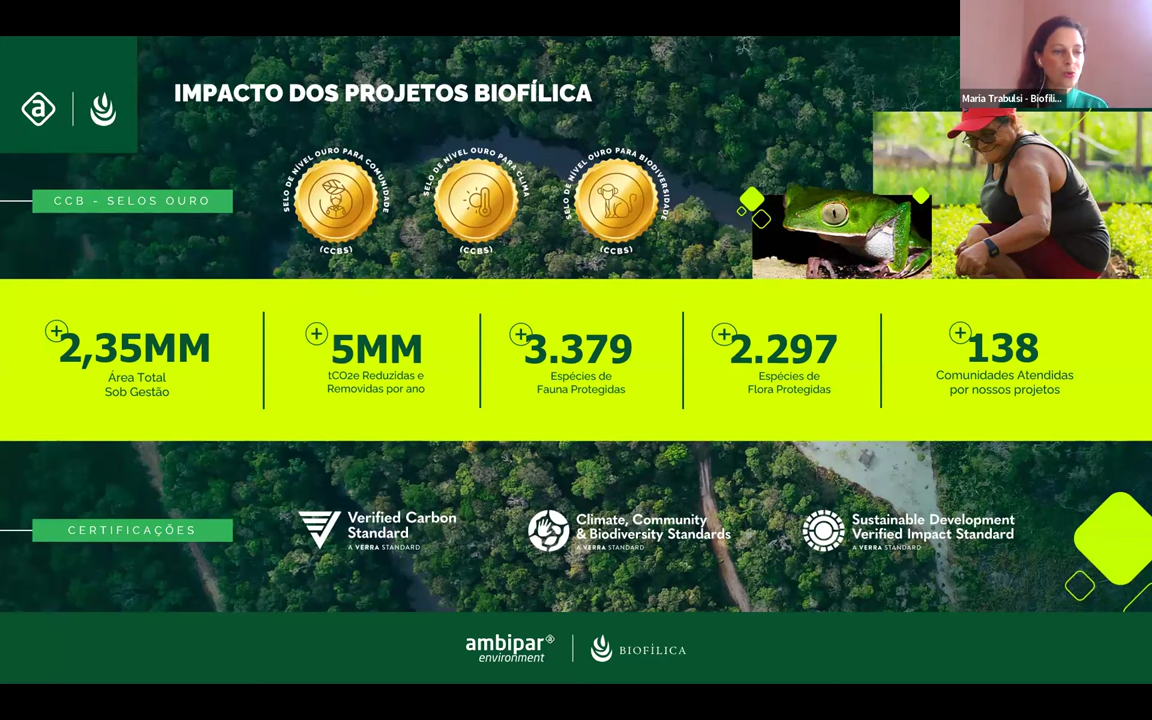 Maria Trabulsi - Biofíli...
IMPACTO DOS PROJETOS BIOFÍLICA
CCB - SELOS OURO
SELO DE NÍVEL OURO PARA COMUNIDADE
(CCBS)
SELO DE NÍVEL OURO PARA CLIMA
(CCBS)
SELO DE NÍVEL OURO PARA BIODIVERSIDADE
(CCBS)
+2,35MM
Área Total
Sob Gestão
+5MM
tCO2e Reduzidas e
Removidas por ano
+3.379
Espécies de
Fauna Protegidas
+2.297
Espécies de
Flora Protegidas
+138
Comunidades Atendidas
por nossos projetos
CERTIFICAÇÕES
Verified Carbon
Standard
A VERRA STANDARD
Climate, Community
& Biodiversity Standards
A VERRA STANDARD
Sustainable Development
Verified Impact Standard
A VERRA STANDARD
ambipar®
environment
BIOFÍLICA